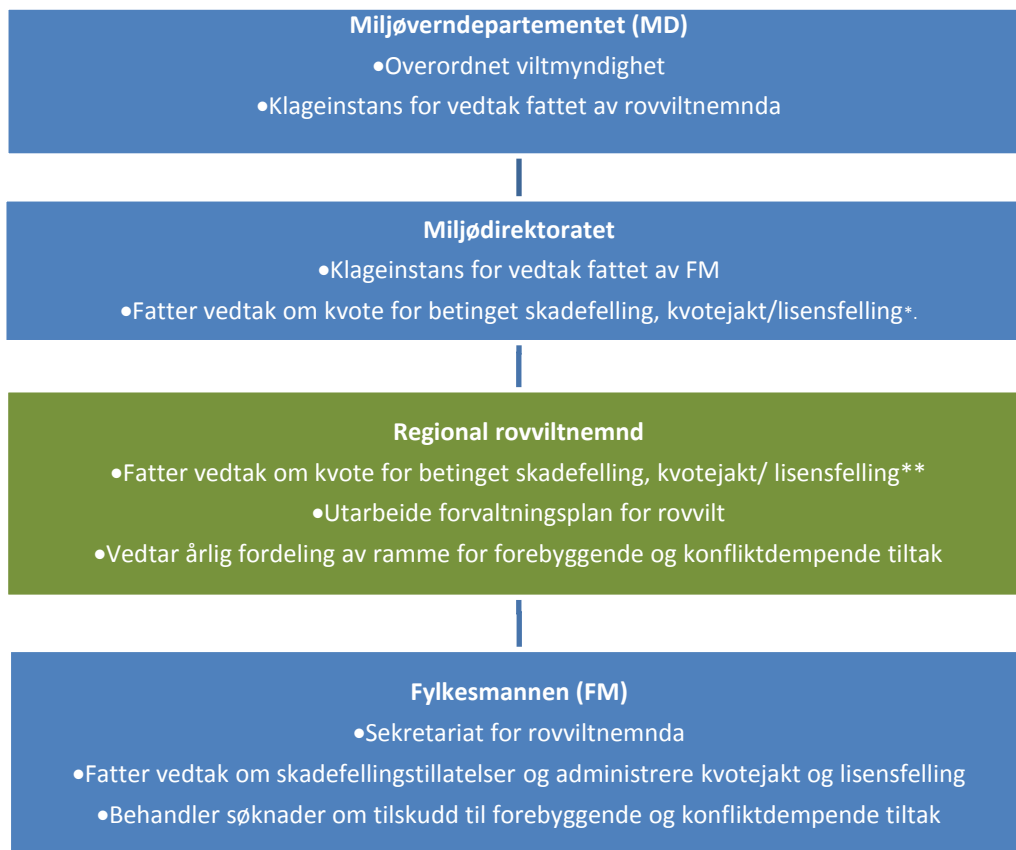 Miljøverndepartementet (MD)
•Overordnet viltmyndighet
•Klageinstans for vedtak fattet av rovviltnemnda
Miljødirektoratet
•Klageinstans for vedtak fattet av FM
•Fatter vedtak om kvote for betinget skadefelling, kvotejakt/lisensfelling*.
Regional rovviltnemnd
•Fatter vedtak om kvote for betinget skadefelling, kvotejakt/ lisensfelling**
•Utarbeide forvaltningsplan for rovvilt
•Vedtar årlig fordeling av ramme for forebyggende og konfliktdempende tiltak
Fylkesmannen (FM)
•Sekretariat for rovviltnemnda
•Fatter vedtak om skadefellingstillatelser og administrere kvotejakt og lisensfelling
•Behandler søknader om tilskudd til forebyggende og konfliktdempende tiltak